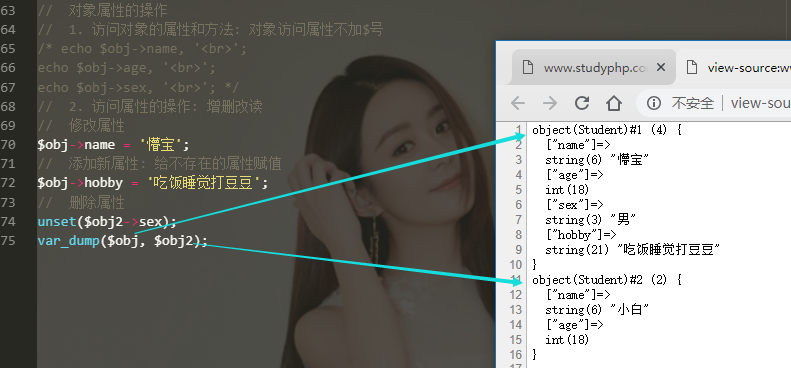 63 // 对象属性的操作
64 // 1. 访问对象的属性和方法: 对象访问属性不加$号
65 /* echo $obj->name, '<br>';
66 echo $obj->age, '<br>';
67 echo $obj->sex, '<br>'; */
68 // 2. 访问属性的操作: 增删改读
69 // 修改属性
70 $obj->name = '懵宝';
71 // 添加新属性: 给不存在的属性赋值
72 $obj->hobby = '吃饭睡觉打豆豆';
73 // 删除属性
74 unset($obj2->sex);
75 var_dump($obj, $obj2);
www.studyphp.co
view-source:w
不安全
view-sou
1 object(Student)#1 (4) {
2 ["name"]=>
3 string(6) "懵宝"
4 ["age"]=>
5 int(18)
6 ["sex"]=>
7 string(3) "男"
8 ["hobby"]=>
9 string(21) "吃饭睡觉打豆豆"
10 }
11 object(Student)#2 (2) {
12 ["name"]=>
13 string(6) "小白"
14 ["age"]=>
15 int(18)
16 }
17